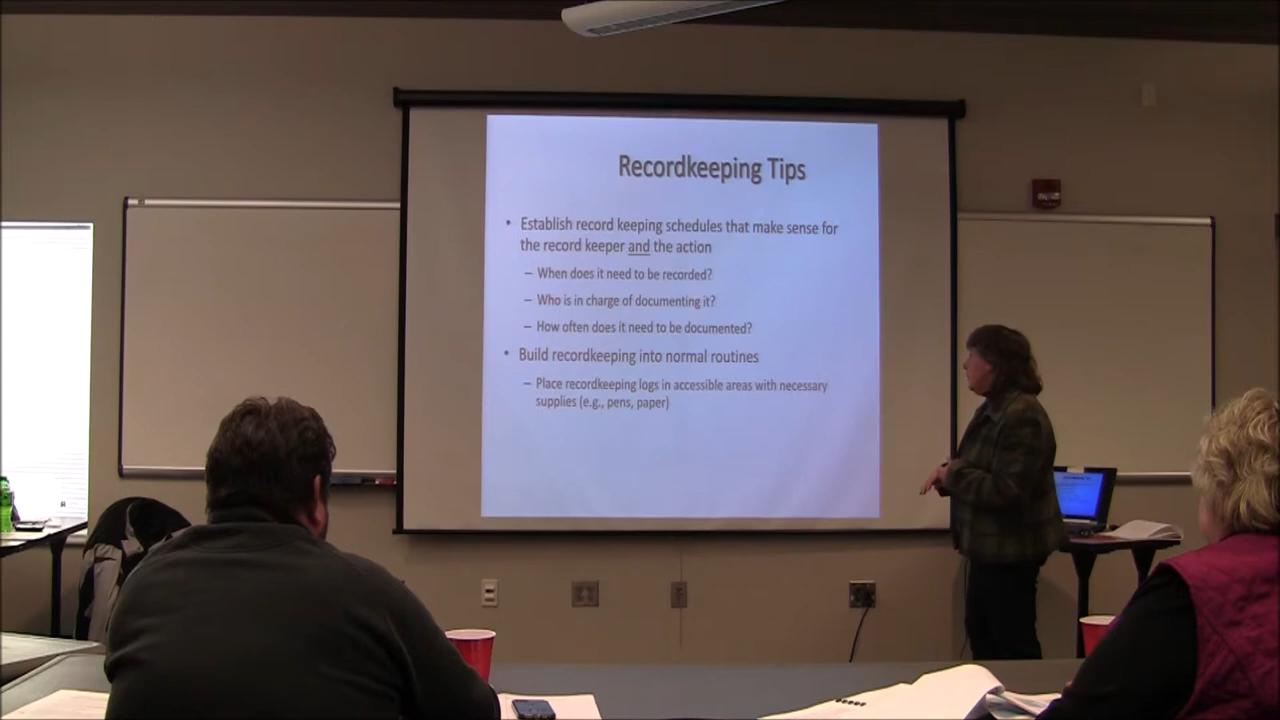 Recordkeeping Tips
• Establish record keeping schedules that make sense for
the record keeper and the action
– When does it need to be recorded?
– Who is in charge of documenting it?
– How often does it need to be documented?
• Build recordkeeping into normal routines
– Place recordkeeping logs in accessible areas with necessary
supplies (e.g., pens, paper)